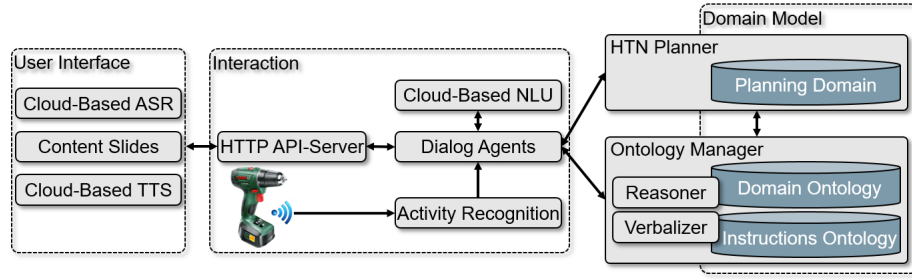 Domain Model
User Interface
Cloud-Based ASR
Content Slides
Cloud-Based TTS
Interaction
HTTP API-Server
Cloud-Based NLU
Dialog Agents
Activity Recognition
HTN Planner
Planning Domain
Ontology Manager
Reasoner
Verbalizer
Domain Ontology
Instructions Ontology